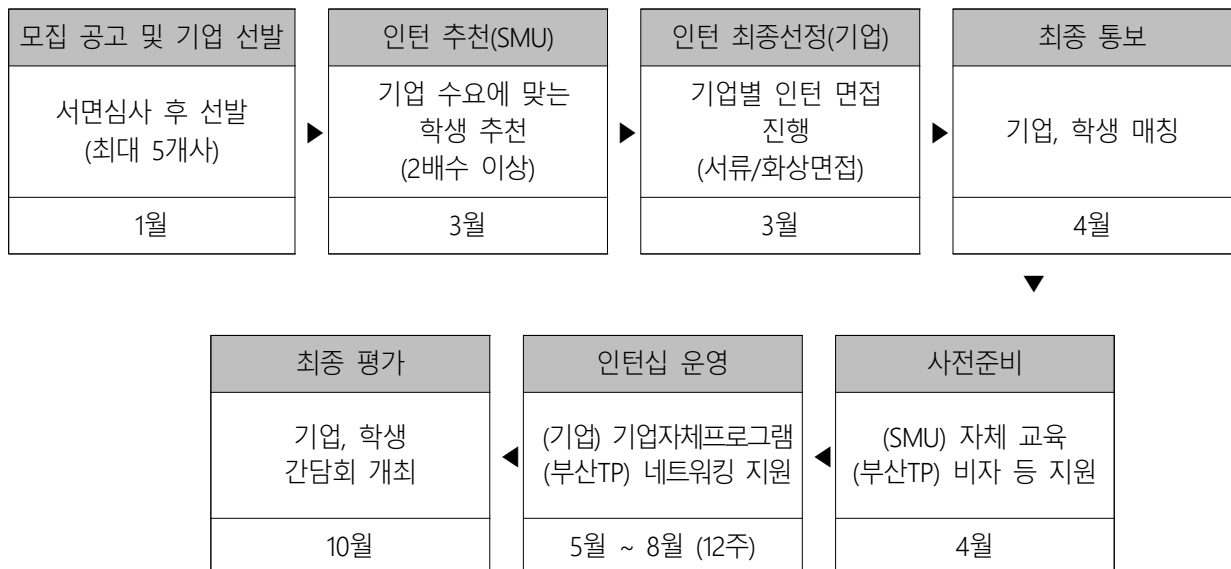 모집 공고 및 기업 선발
서면심사 후 선발
(최대 5개사)
1월
▶
인턴 추천(SMU)
기업 수요에 맞는
학생 추천
(2배수 이상)
3월
▶
인턴 최종선정(기업)
기업별 인턴 면접
진행
(서류/화상면접)
3월
▶
최종 통보
기업, 학생 매칭
4월
▼
사전준비
(SMU) 자체 교육
(부산TP) 비자 등 지원
4월
◀
인턴십 운영
(기업) 기업자체프로그램
(부산TP) 네트워킹 지원
5월 ~ 8월 (12주)
◀
최종 평가
기업, 학생
간담회 개최
10월